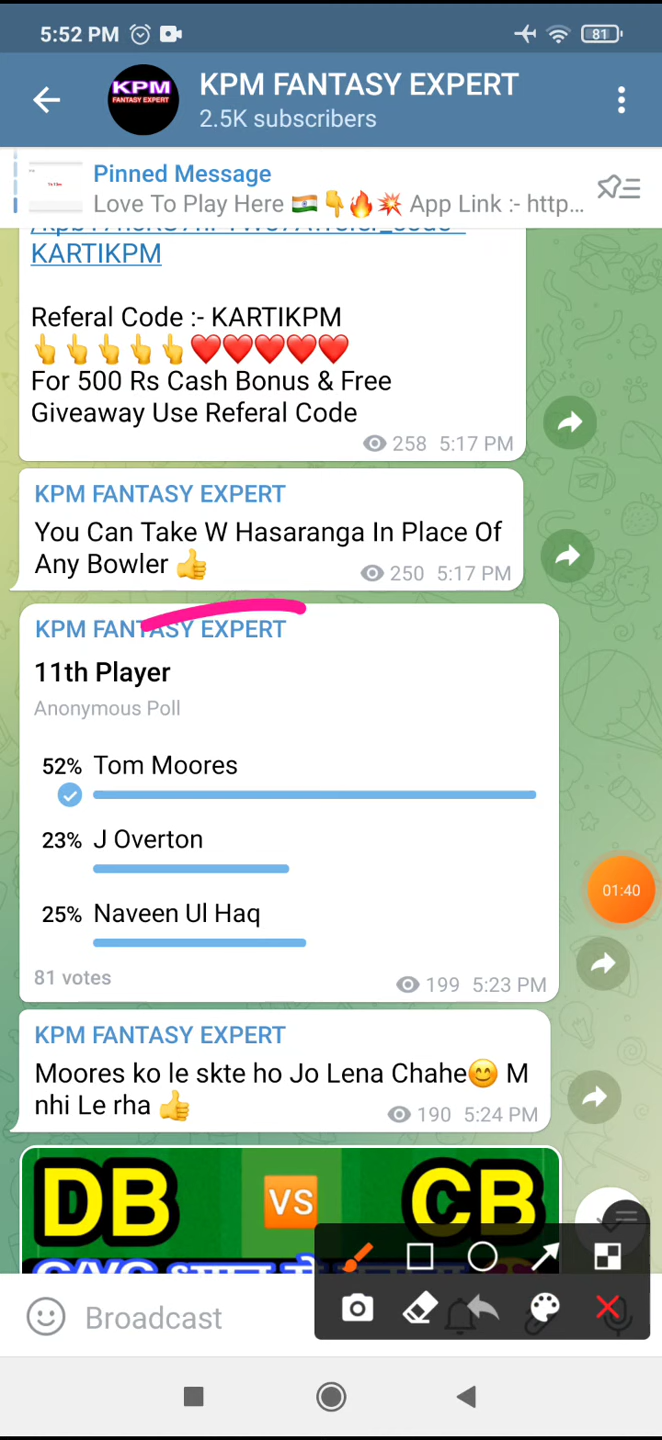 5:52 PM
81
KPM
FANTASY EXPERT
KPM FANTASY EXPERT
2.5K subscribers
Pinned Message
Love To Play Here 🇮🇳👇🔥💥 App Link :- http...
KARTIKPM
Referal Code :- KARTIKPM
👆👆👆👆👆❤️❤️❤️❤️❤️
For 500 Rs Cash Bonus & Free
Giveaway Use Referal Code
258 5:17 PM
KPM FANTASY EXPERT
You Can Take W Hasaranga In Place Of
Any Bowler 👍
250 5:17 PM
KPM FANTASY EXPERT
11th Player
Anonymous Poll
52% Tom Moores
23% J Overton
25% Naveen Ul Haq
01:40
81 votes
199 5:23 PM
KPM FANTASY EXPERT
Moores ko le skte ho Jo Lena Chahe😊 M
nhi Le rha 👍
190 5:24 PM
DB VS CB
Broadcast